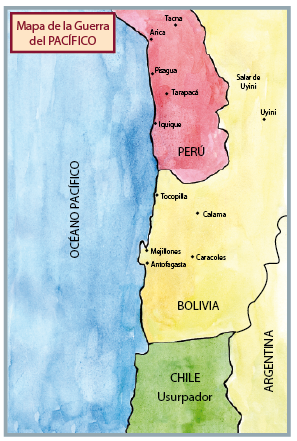 Mapa de la Guerra
del PACÍFICO
Tacna
Arica
Pisagua
Tarapacá
Iquique
PERÚ
Salar de
Uyini
Uyini
OCÉANO PACÍFICO
Tocopilla
Calama
Mejillones
Antofagasta
Caracoles
BOLIVIA
ARGENTINA
CHILE
Usurpador